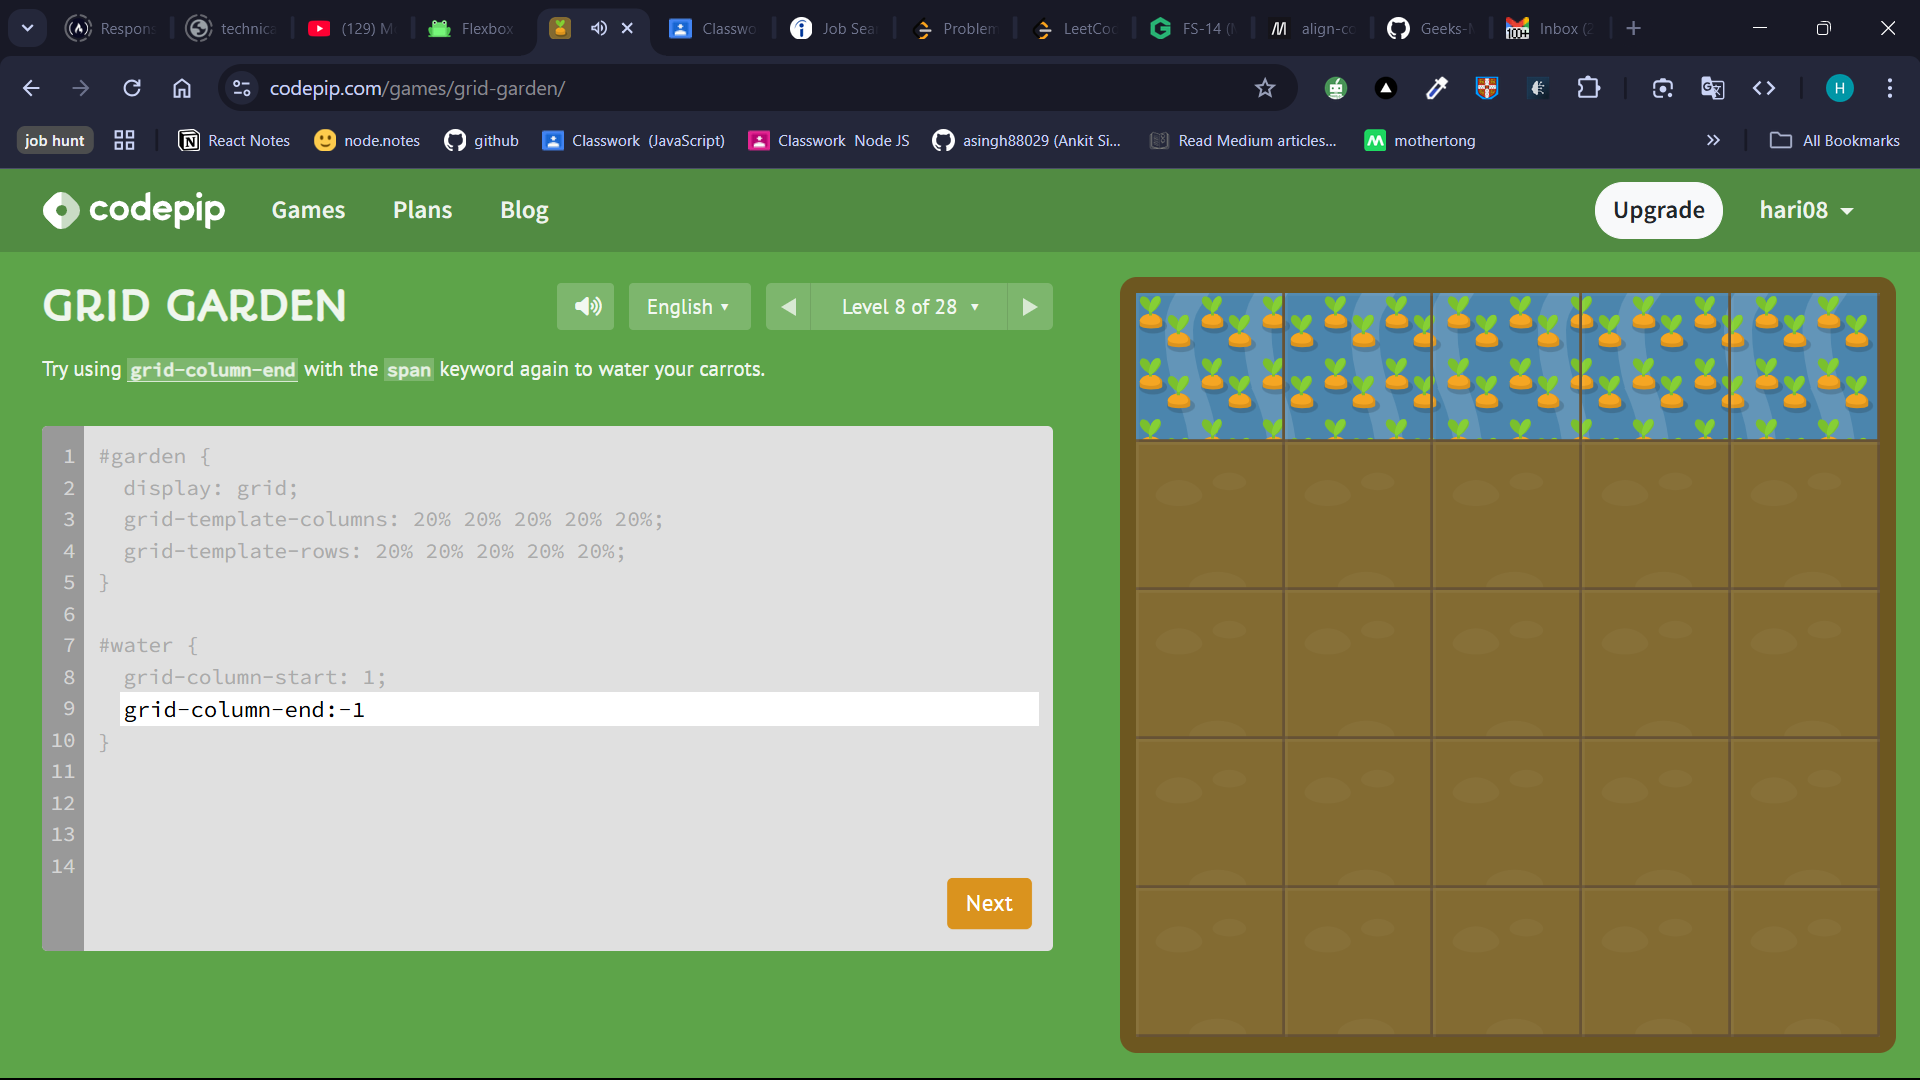 Respons
technica
(129) M
Flexbox
Classwo
Job Sea
Problem
LeetCoc
FS-14 (
align-co
Geeks-
Inbox (2
codepip.com/games/grid-garden/
H
job hunt
React Notes
node.notes
github
Classwork (JavaScript)
Classwork Node JS
asingh88029 (Ankit Si...
Read Medium articles...
mothertong
All Bookmarks
codepip
Games
Plans
Blog
Upgrade
hari08
GRID GARDEN
English
Level 8 of 28
Try using grid-column-end with the span keyword again to water your carrots.
1 #garden {
2 display: grid;
3 grid-template-columns: 20% 20% 20% 20% 20%;
4 grid-template-rows: 20% 20% 20% 20% 20%;
5 }
6
7 #water {
8 grid-column-start: 1;
9 grid-column-end:-1
10 }
11
12
13
14
Next